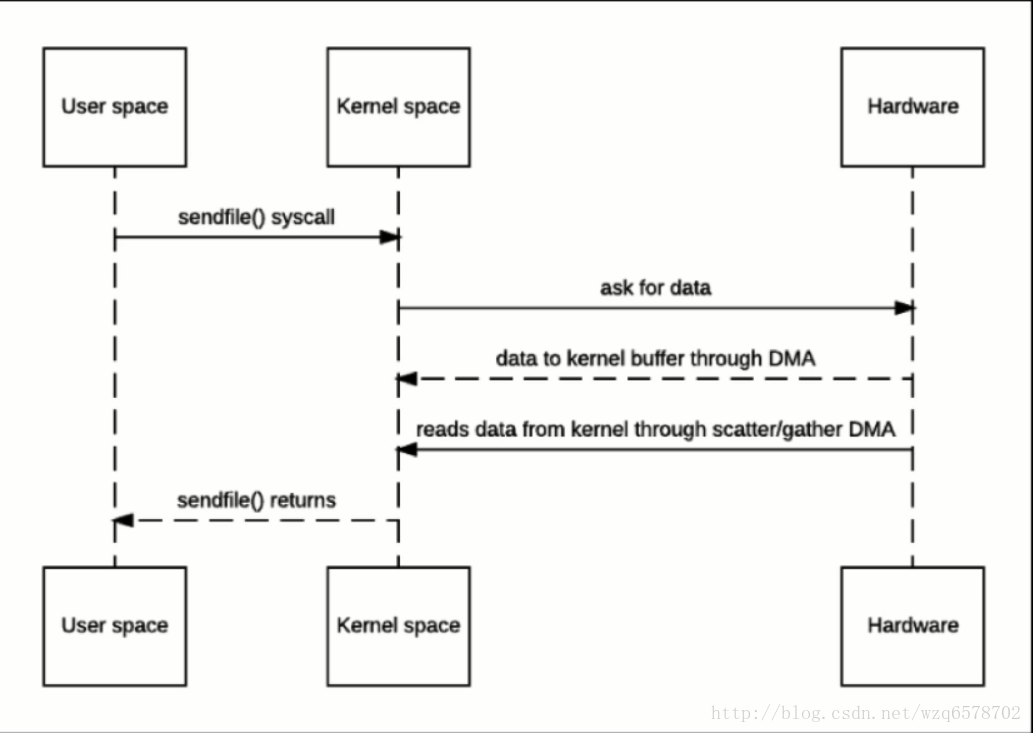 User space
Kernel space
Hardware
sendfile() syscall
ask for data
data to kernel buffer through DMA
reads data from kernel through scatter/gather DMA
sendfile() returns
User space
Kernel space
Hardware
http://blog.csdn.net/wzq6578702